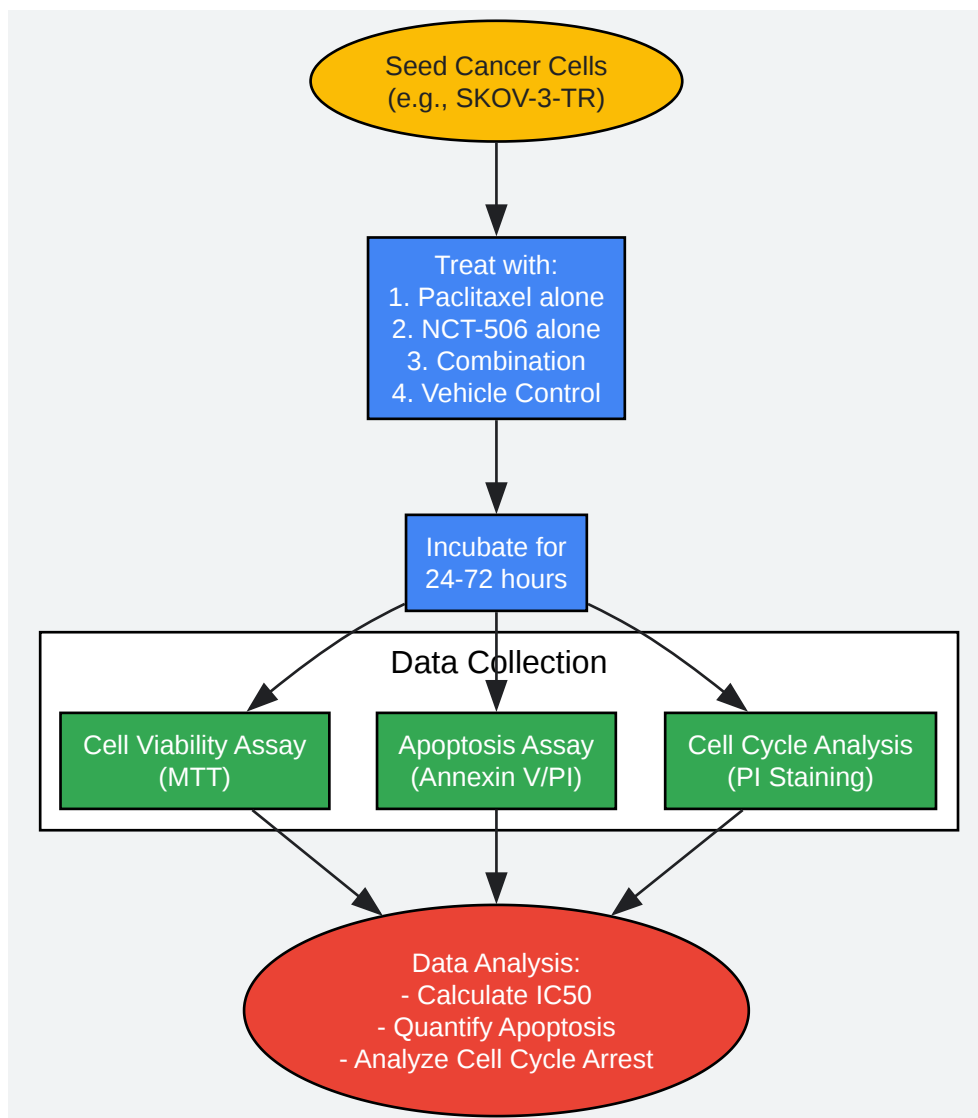 Seed Cancer Cells
(e.g., SKOV-3-TR)
Treat with:
1. Paclitaxel alone
2. NCT-506 alone
3. Combination
4. Vehicle Control
Incubate for
24-72 hours
Data Collection
Cell Viability Assay
(MTT)
Apoptosis Assay
(Annexin V/PI)
Cell Cycle Analysis
(PI Staining)
Data Analysis:
- Calculate IC50
- Quantify Apoptosis
- Analyze Cell Cycle Arrest